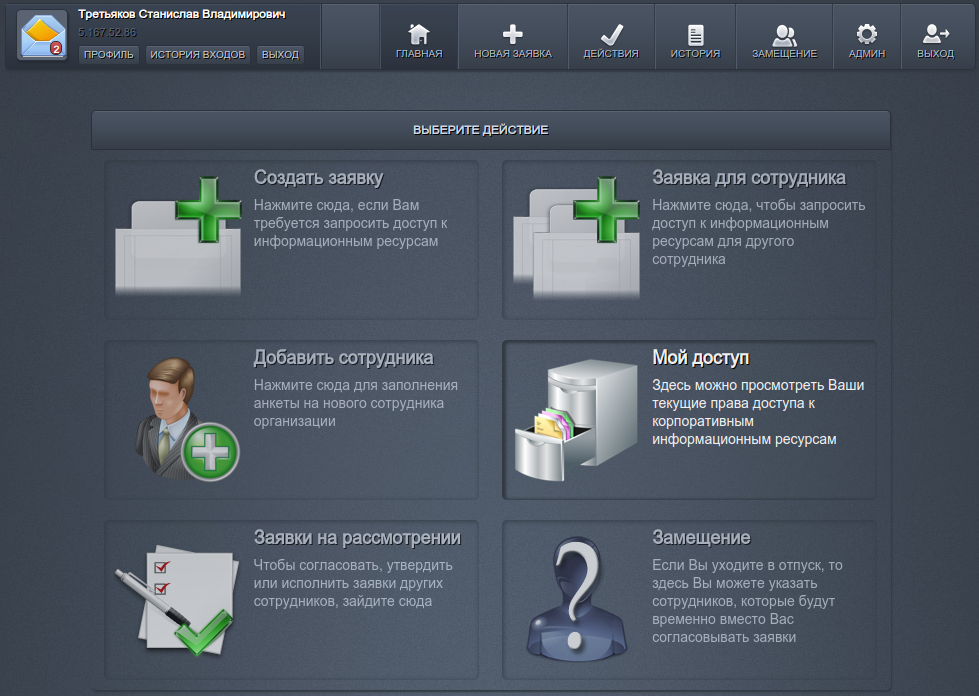 Третьяков Станислав Владимирович
5.167.52.86
ПРОФИЛЬ ИСТОРИЯ ВХОДОВ ВЫХОД
2
ГЛАВНАЯ НОВАЯ ЗАЯВКА ДЕЙСТВИЯ ИСТОРИЯ ЗАМЕЩЕНИЕ АДМИН ВЫХОД
ВЫБЕРИТЕ ДЕЙСТВИЕ
Создать заявку
Нажмите сюда, если Вам
требуется запросить доступ к
информационным ресурсам
Заявка для сотрудника
Нажмите сюда, чтобы запросить
доступ к информационным
ресурсам для другого
сотрудника
Добавить сотрудника
Нажмите сюда для заполнения
анкеты на нового сотрудника
организации
Мой доступ
Здесь можно просмотреть Ваши
текущие права доступа к
корпоративным
информационным ресурсам
Заявки на рассмотрении
Чтобы согласовать, утвердить
или исполнить заявки других
сотрудников, зайдите сюда
Замещение
Если Вы уходите в отпуск, то
здесь Вы можете указать
сотрудников, которые будут
временно вместо Вас
согласовывать заявки